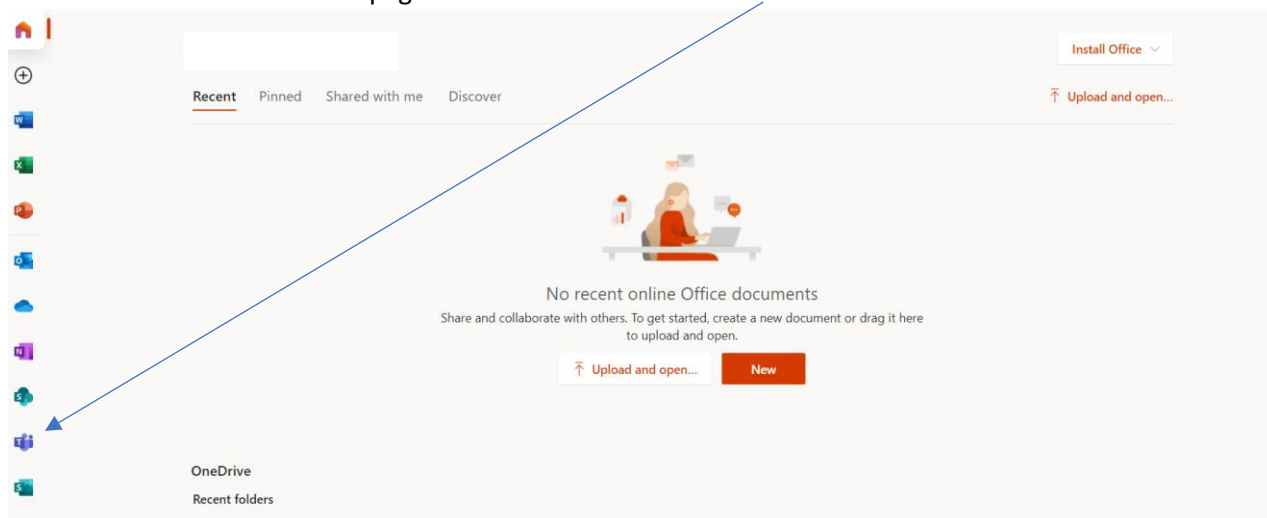 pag
Install Office
Recent Pinned Shared with me Discover
Upload and open...
No recent online Office documents
Share and collaborate with others. To get started, create a new document or drag it here
to upload and open.
Upload and open... New
OneDrive
Recent folders